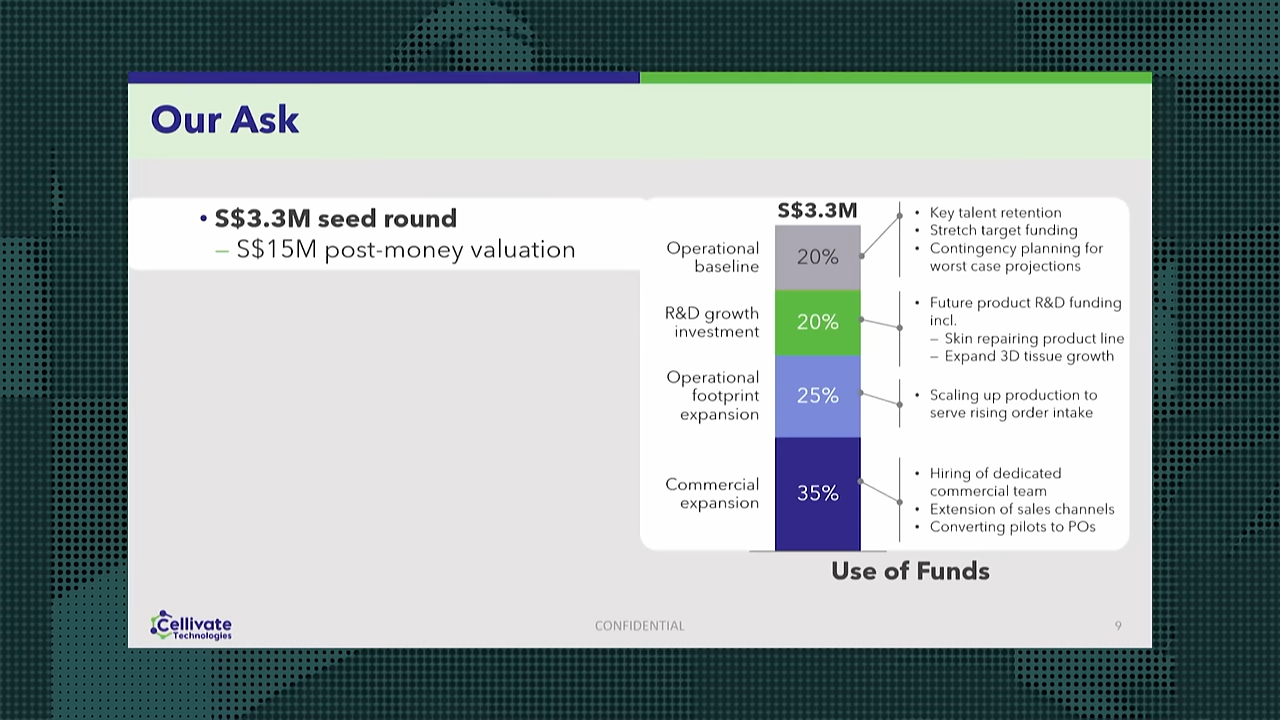 Our Ask
• S$3.3M seed round
– S$15M post-money valuation
S$3.3M
Operational
baseline
20%
• Key talent retention
• Stretch target funding
• Contingency planning for
worst case projections
R&D growth
investment
20%
• Future product R&D funding
incl.
– Skin repairing product line
– Expand 3D tissue growth
Operational
footprint
expansion
25%
• Scaling up production to
serve rising order intake
Commercial
expansion
35%
• Hiring of dedicated
commercial team
• Extension of sales channels
• Converting pilots to POs
Use of Funds
Cellivate
Technologies
CONFIDENTIAL
9